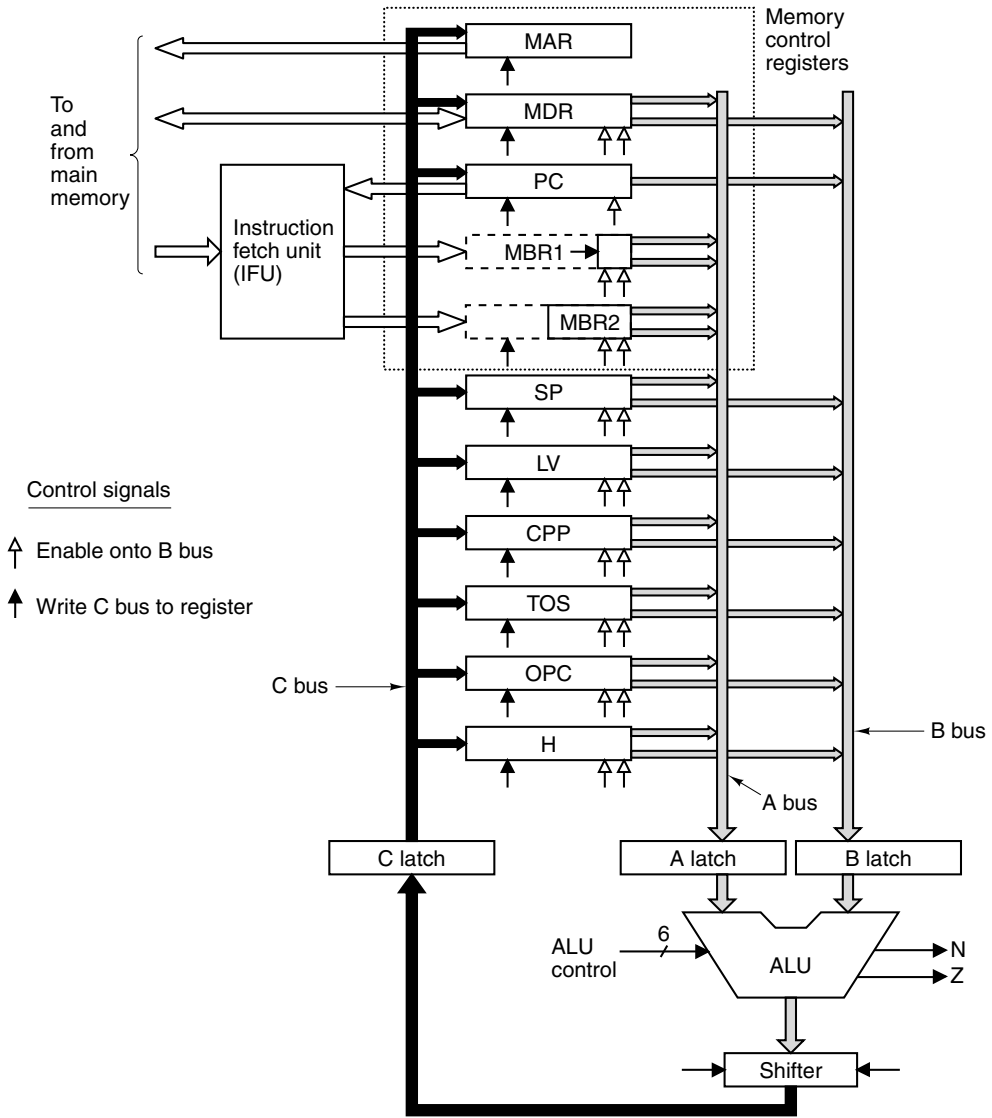 Memory
control
registers
To
and
from
main
memory
MAR
MDR
PC
Instruction
fetch unit
(IFU)
MBR1
MBR2
SP
LV
CPP
TOS
OPC
H
Control signals
Enable onto B bus
Write C bus to register
C bus
B bus
A bus
C latch
A latch
B latch
ALU
control
6
ALU
N
Z
Shifter